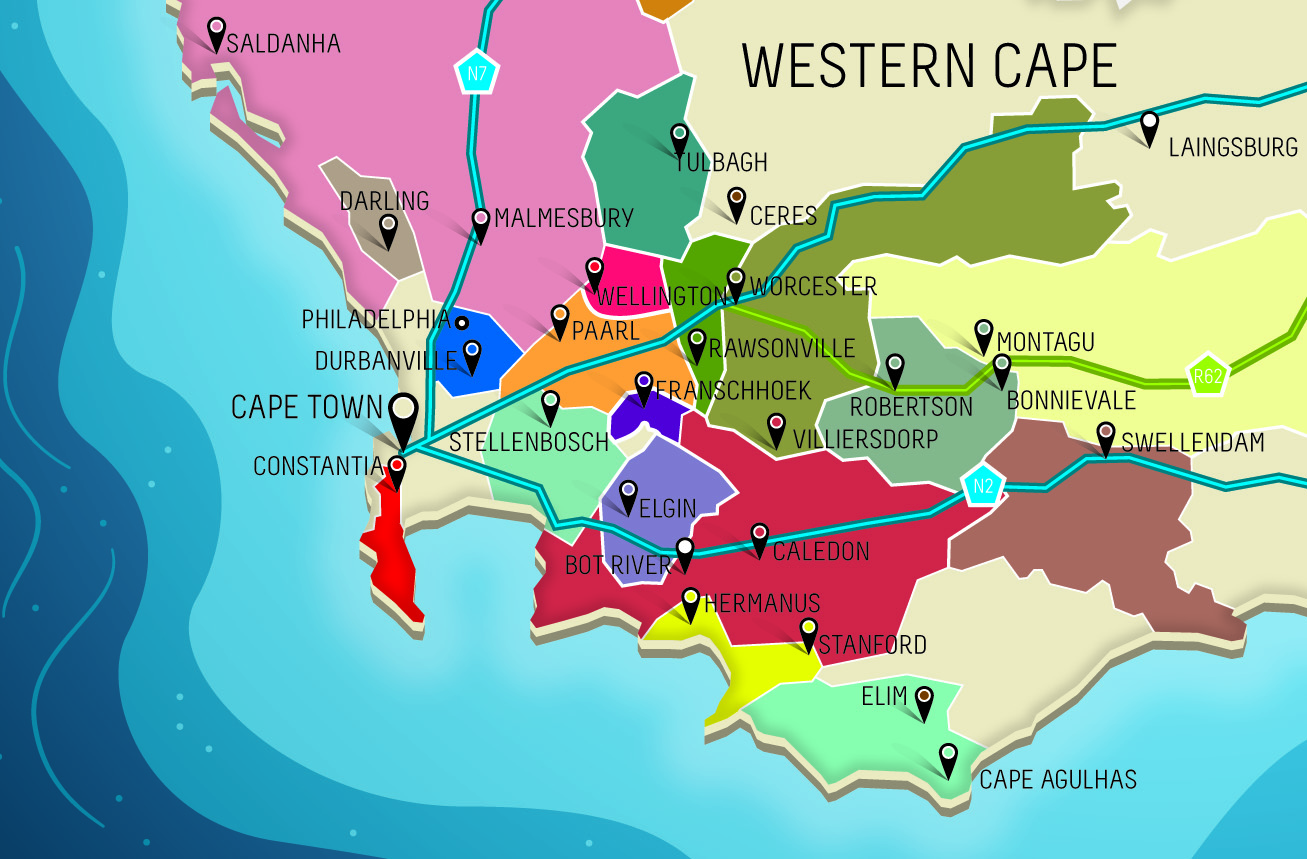 SALDANHA
WESTERN CAPE
N7
LAINGSBURG
TULBAGH
DARLING
CERES
MALMESBURY
WORCESTER
WELLINGTON
PHILADELPHIA
PAARL
MONTAGU
RAWSONVILLE
DURBANVILLE
R62
FRANSCHHOEK
BONNIEVALE
CAPE TOWN
ROBERTSON
STELLENBOSCH
VILLIERSDORP
SWELLENDAM
CONSTANTIA
N2
ELGIN
CALEDON
BOT RIVER
HERMANUS
STANFORD
ELIM
CAPE AGULHAS